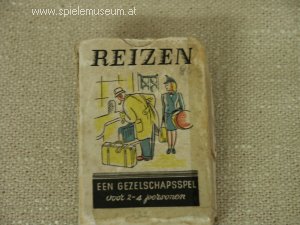 www.spielemuseum.at
REIZEN
EEN GEZELSCHAPSSPEL
voor 2-4 personen